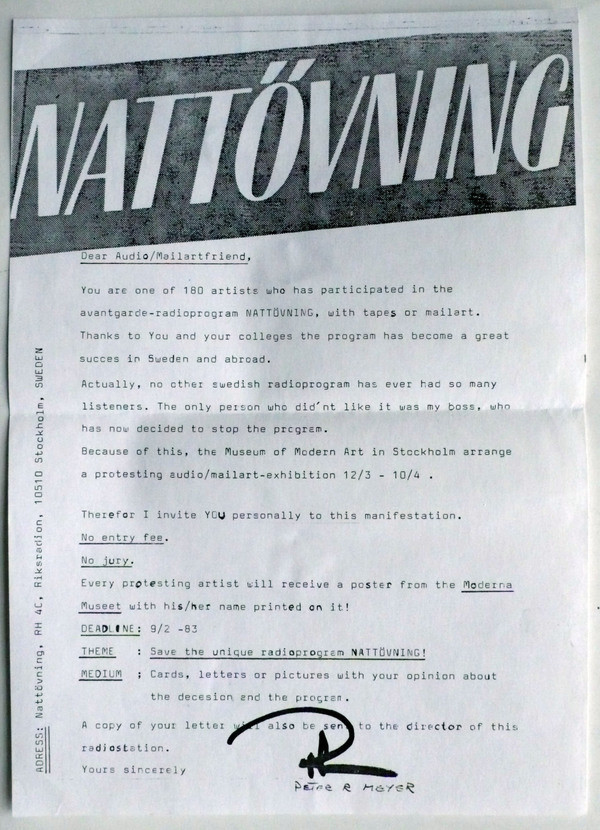 NATTÖVNING
Dear Audio/Mailartfriend,
You are one of 180 artists who has participated in the
avantgarde-radioprogram NATTÖVNING, with tapes or mailart.
Thanks to You and your colleges the program has become a great
succes in Sweden and abroad.
Actually, no other swedish radioprogram has ever had so many
listeners. The only person who did´nt like it was my boss, who
has now decided to stop the program.
Because of this, the Museum of Modern Art in Stockholm arrange
a protesting audio/mailart-exhibition 12/3 - 10/4 .
Therefor I invite YOU personally to this manifestation.
No entry fee.
No jury.
Every protesting artist will receive a poster from the Moderna
Museet with his/her name printed on it!
DEADLINE: 9/2 -83
THEME : Save the unique radioprogram NATTÖVNING!
MEDIUM ; Cards, letters or pictures with your opinion about
the decesion and the program.
A copy of your letter will also be sent to the director of this
radiostation.
Yours sincerely
PETER R MEYER
ADRESS: Nattövning, RH 4C, Riksradion, 10510 Stockholm, SWEDEN